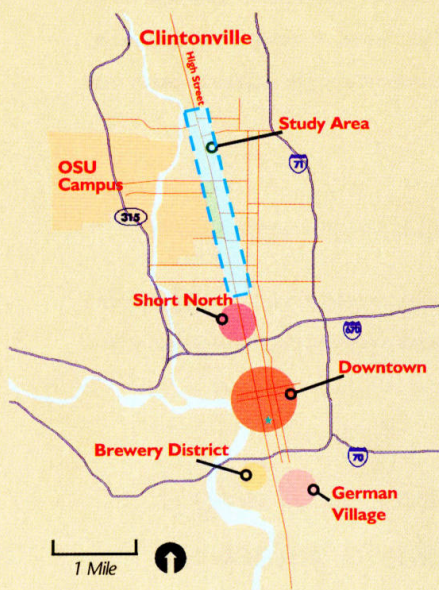 Clintonville
High Street
Study Area
71
OSU
Campus
315
Short North
670
Downtown
Brewery District
70
German
Village
1 Mile